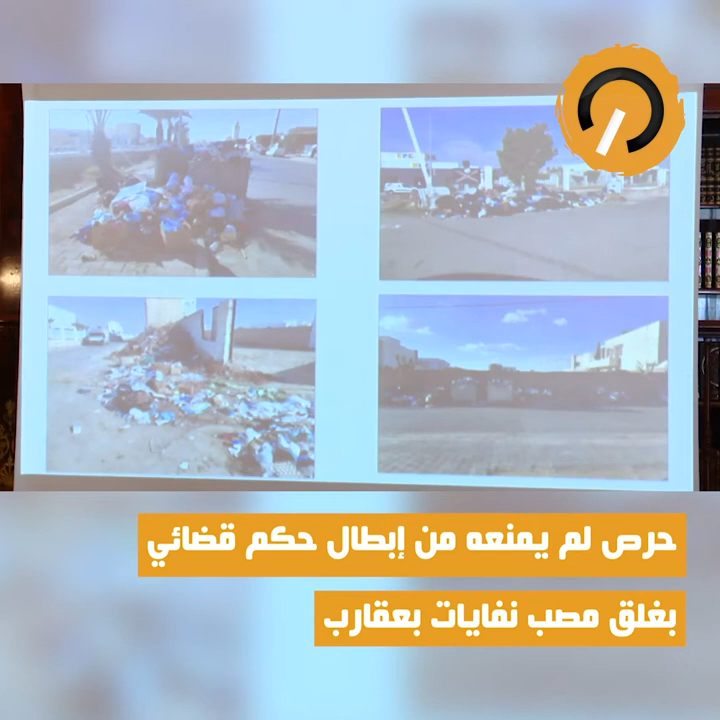 حرص لم يمنعه من إبطال حكم قضائي
بغلق مصب نفايات بعقارب